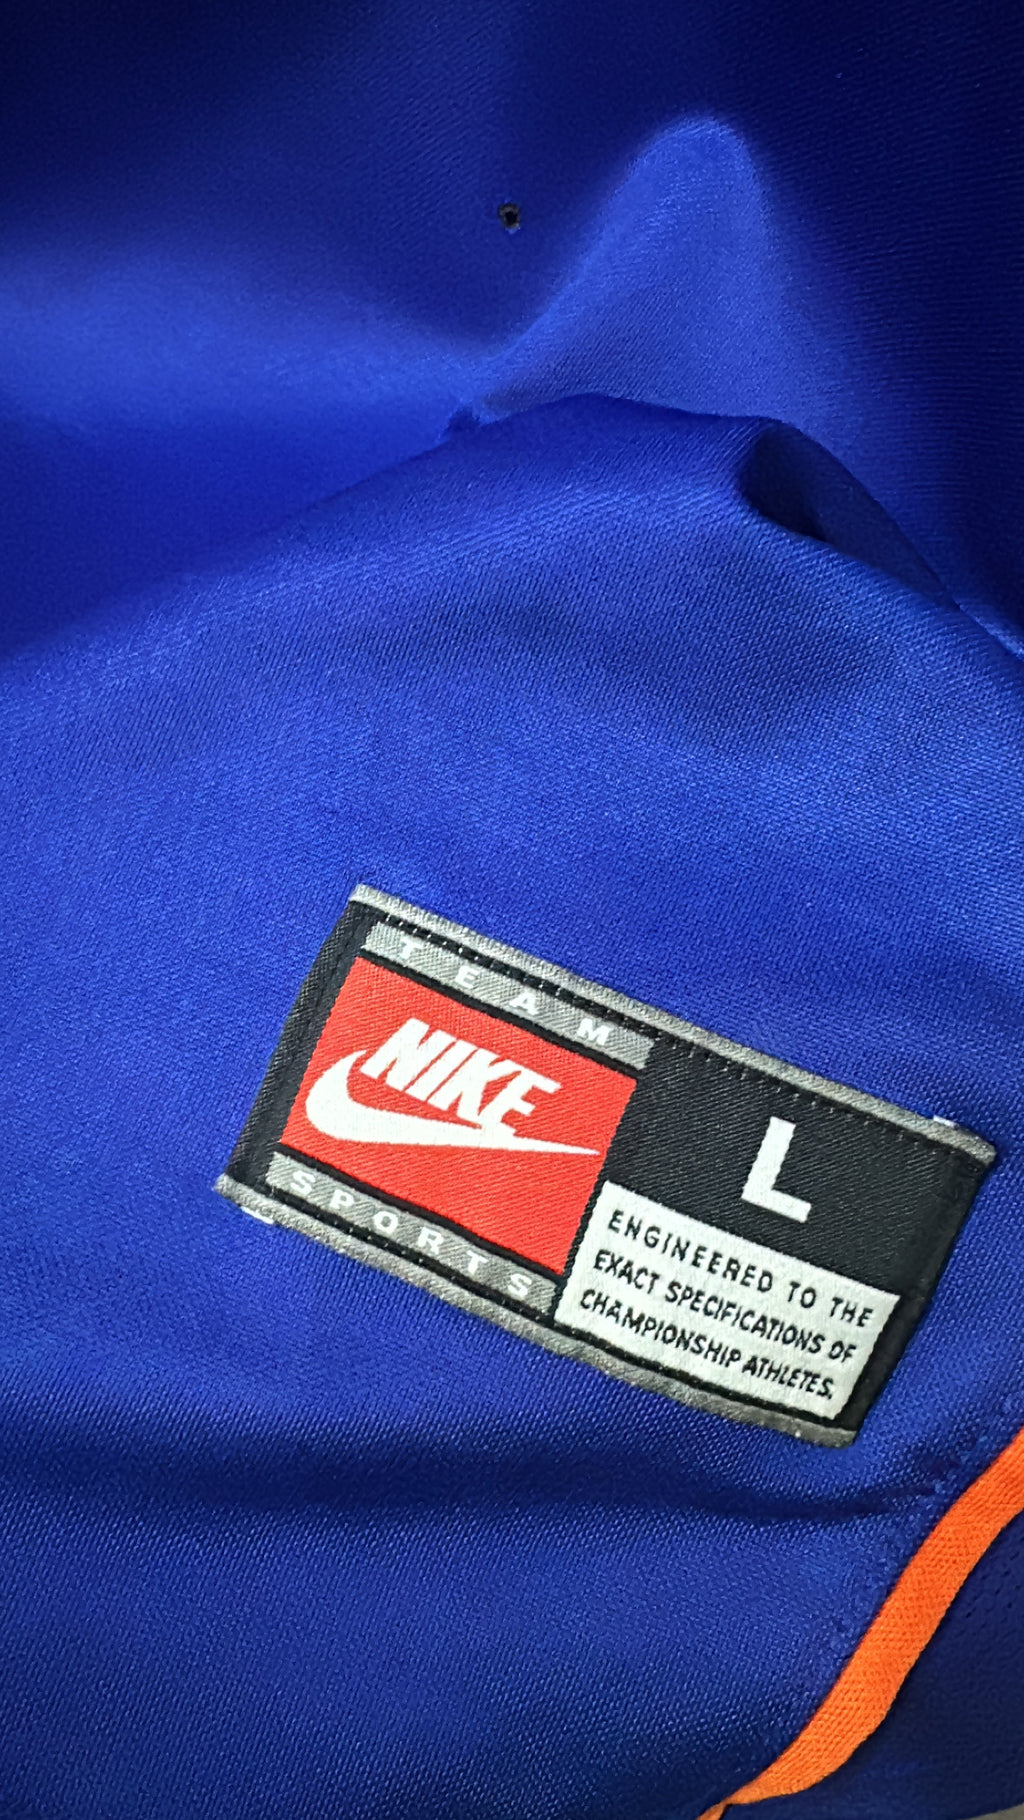 TEAM
NIKE
SPORTS
L
ENGINEERED TO THE
EXACT SPECIFICATIONS OF
CHAMPIONSHIP ATHLETES.